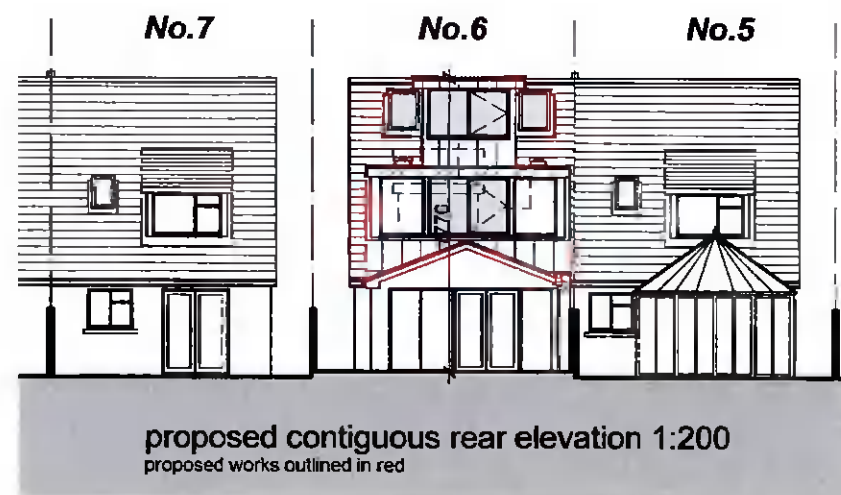 No.7 No.6 No.5
proposed contiguous rear elevation 1:200
proposed works outlined in red